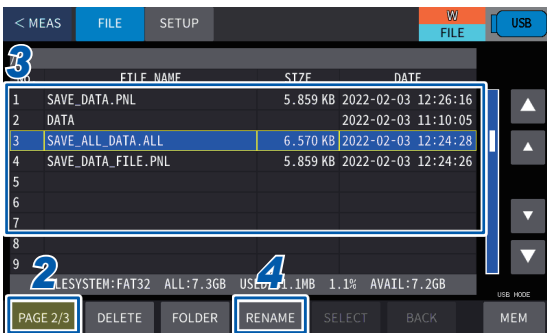 < MEAS FILE SETUP W FILE USB
3
FILE NAME SIZE DATE
1 SAVE_DATA.PNL 5.859 KB 2022-02-03 12:26:16
2 DATA 2022-02-03 11:10:05
3 SAVE_ALL_DATA.ALL 6.570 KB 2022-02-03 12:24:28
4 SAVE_DATA_FILE.PNL 5.859 KB 2022-02-03 12:24:26
5
6
7
8
9
2 4
ALL:7.3GB 1.1% AVAIL:7.2GB
USB MODE
PAGE 2/3 DELETE FOLDER RENAME SELECT BACK MEM